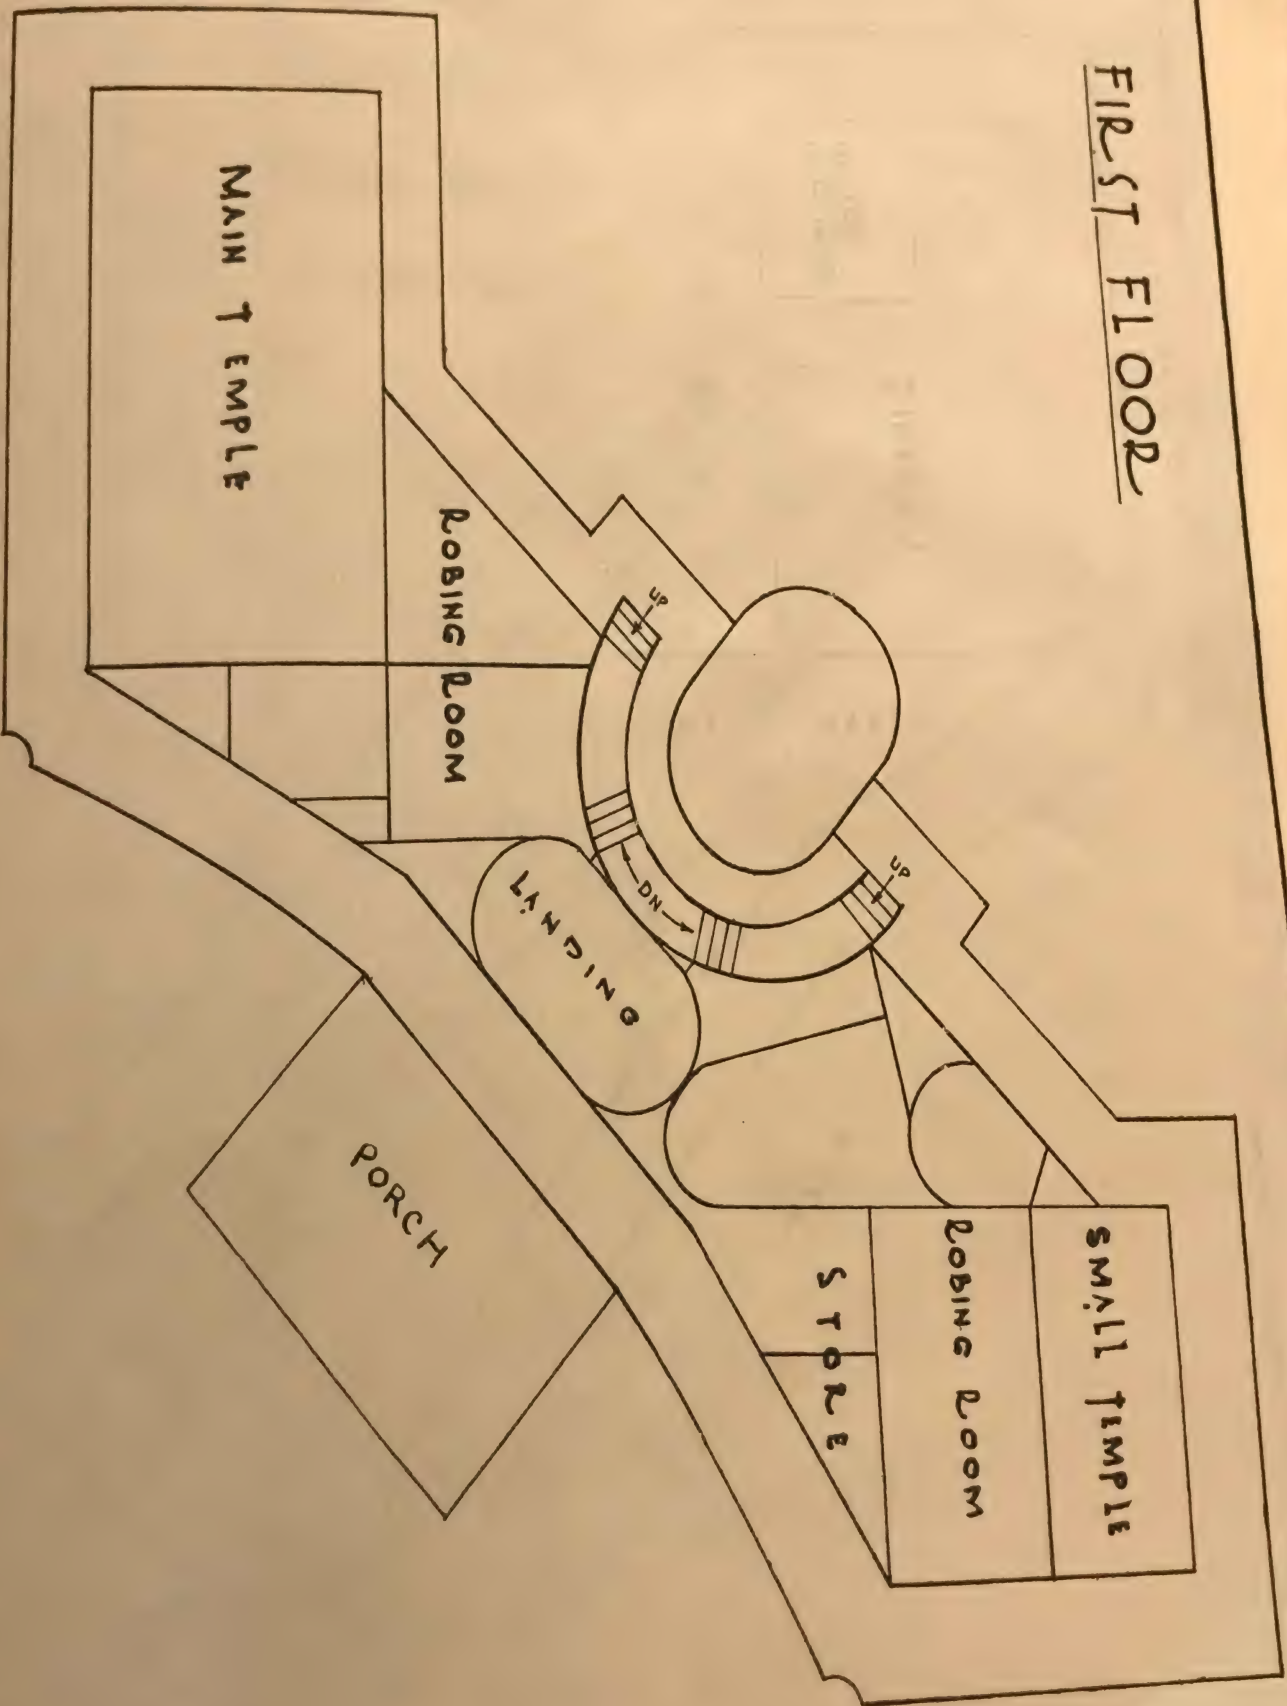 FIRST FLOOR
MAIN TEMPLE
ROBING ROOM
UP
DN
UP
LANDING
PORCH
STORE
ROBING ROOM
SMALL TEMPLE